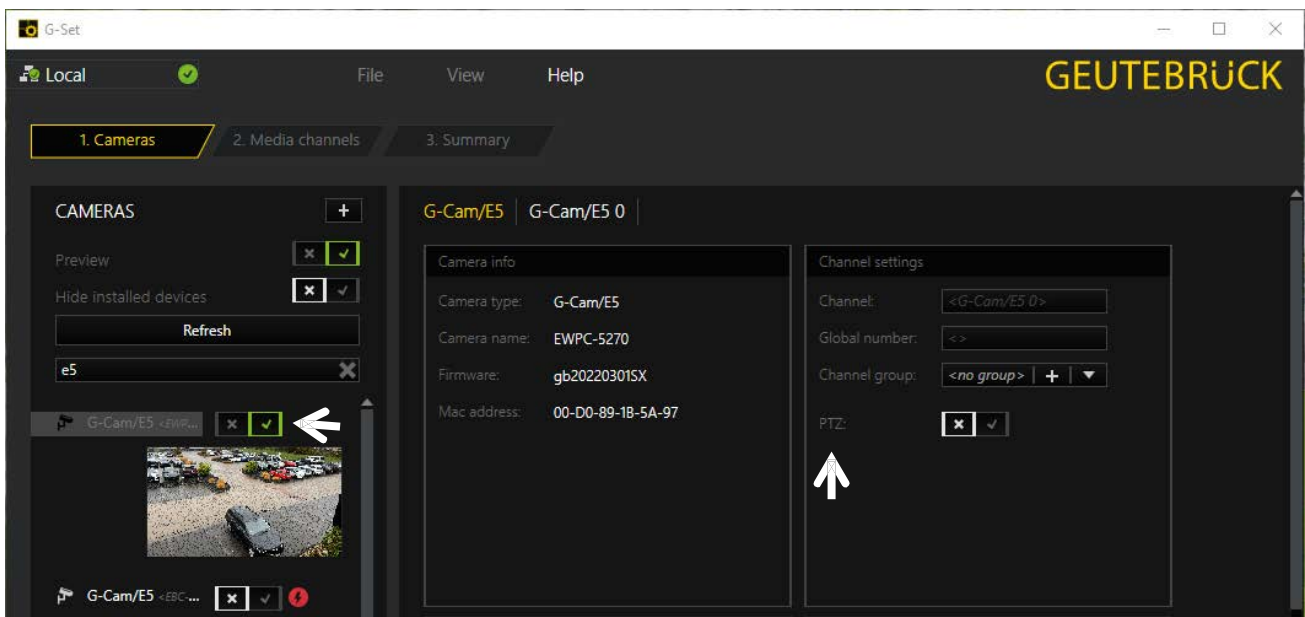 G-Set
Local File View Help GEUTEBRÜCK
1. Cameras 2. Media channels 3. Summary
CAMERAS +
Preview
Hide installed devices
Refresh
e5
G-Cam/E5 <EWP...
G-Cam/E5 <EBC-...
G-Cam/E5 G-Cam/E5 0
Camera info
Camera type: G-Cam/E5
Camera name: EWPC-5270
Firmware: gb20220301SX
Mac address: 00-D0-89-1B-5A-97
Channel settings
Channel: <G-Cam/E5 0>
Global number: <>
Channel group: <no group> +
PTZ: